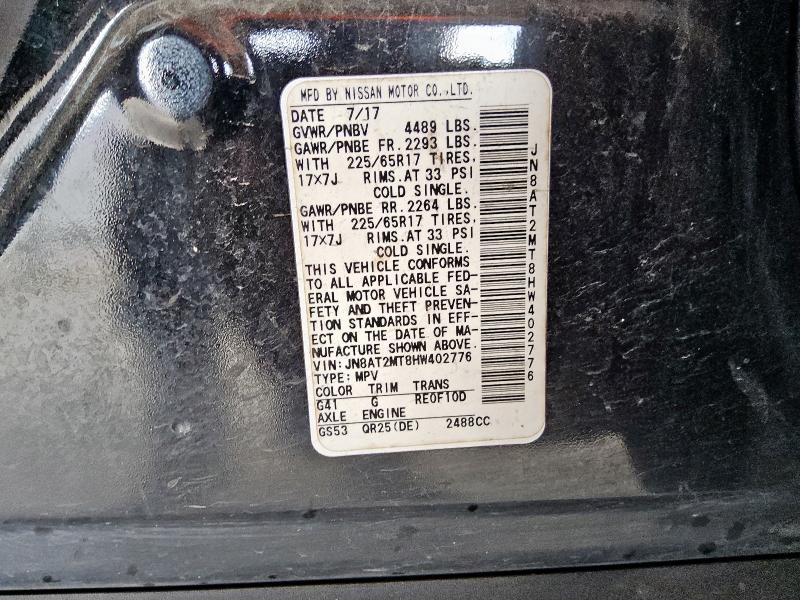 MFD BY NISSAN MOTOR CO.,LTD.
DATE 7/17
GVWR/PNBV 4489 LBS.
GAWR/PNBE FR.2293 LBS.
WITH 225/65R17 TIRES,
17×7J RIMS.AT 33 PSI
COLD SINGLE.
GAWR/PNBE RR.2264 LBS.
WITH 225/65R17 TIRES,
17×7J RIMS.AT 33 PSI
COLD SINGLE.
THIS VEHICLE CONFORMS
TO ALL APPLICABLE FED-
ERAL MOTOR VEHICLE SA-
FETY AND THEFT PREVEN-
TION STANDARDS IN EFF-
ECT ON THE DATE OF MA-
NUFACTURE SHOWN ABOVE.
VIN:JN8AT2MT8HW402776
TYPE:MPV
COLOR TRIM TRANS
G41 G RE0F10D
AXLE ENGINE
GS53 QR25(DE) 2488CC
JN8AT2MT8HW402776